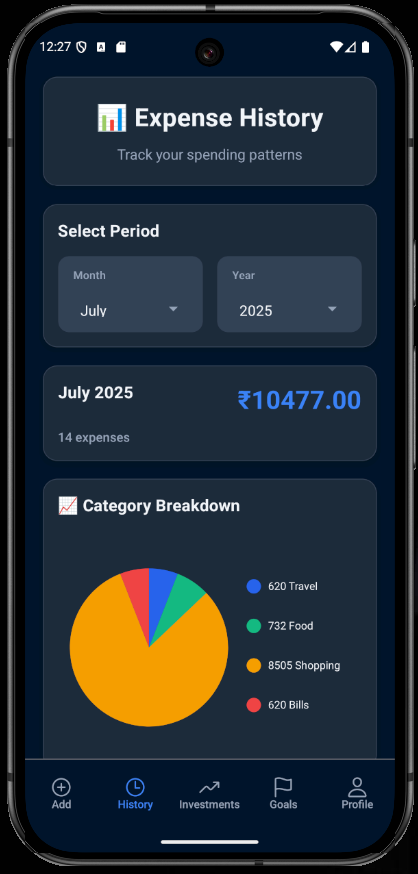 12:27
📊 Expense History
Track your spending patterns
Select Period
Month
July
Year
2025
July 2025
₹10477.00
14 expenses
📈 Category Breakdown
620 Travel
732 Food
8505 Shopping
620 Bills
Add
History
Investments
Goals
Profile